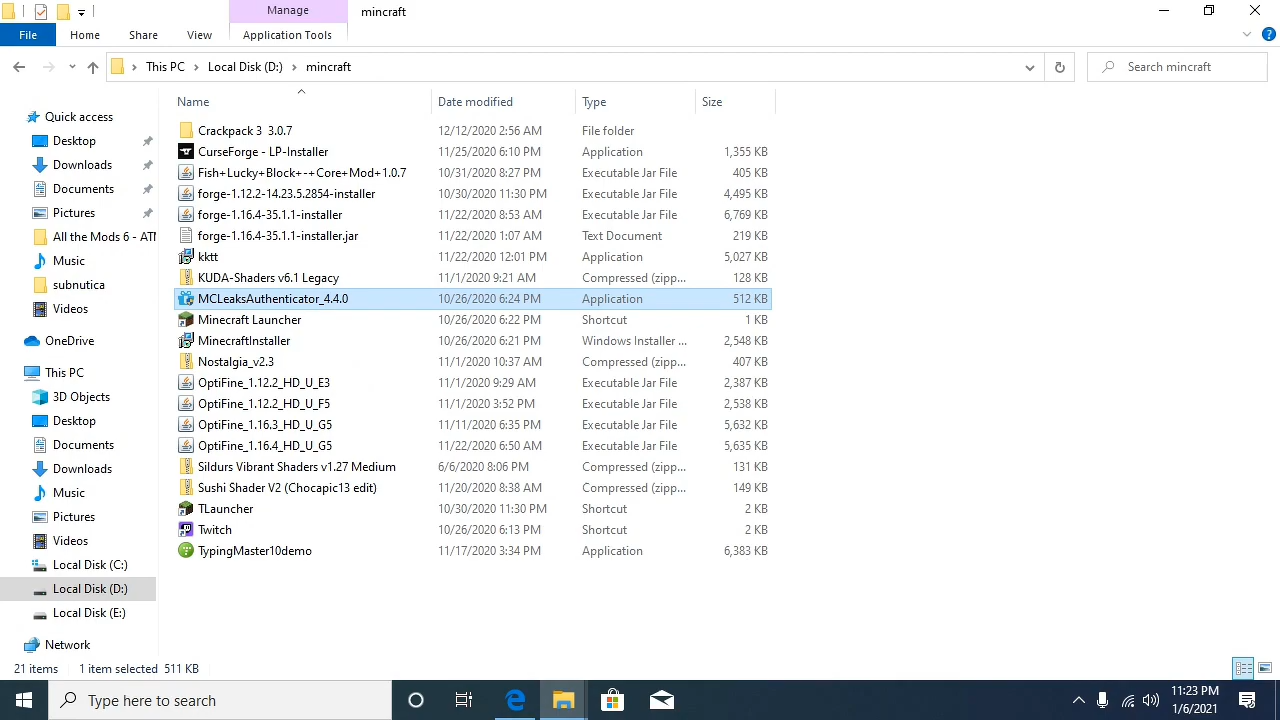 Manage
mincraft
File
Home
Share
View
Application Tools
This PC
Local Disk (D:)
mincraft
Search mincraft
Name
Date modified
Type
Size
Quick access
Desktop
Downloads
Documents
Pictures
All the Mods 6 - ATI
Music
subnutica
Videos
OneDrive
This PC
3D Objects
Desktop
Documents
Downloads
Music
Pictures
Videos
Local Disk (C:)
Local Disk (D:)
Local Disk (E:)
Network
Crackpack 3 3.0.7 12/12/2020 2:56 AM File folder
CurseForge - LP-Installer 11/25/2020 6:10 PM Application 1,355 KB
Fish+Lucky+Block+-+Core+Mod+1.0.7 10/31/2020 8:27 PM Executable Jar File 405 KB
forge-1.12.2-14.23.5.2854-installer 10/30/2020 11:30 PM Executable Jar File 4,495 KB
forge-1.16.4-35.1.1-installer 11/22/2020 8:53 AM Executable Jar File 6,769 KB
forge-1.16.4-35.1.1-installer.jar 11/22/2020 1:07 AM Text Document 219 KB
kktt 11/22/2020 12:01 PM Application 5,027 KB
KUDA-Shaders v6.1 Legacy 11/1/2020 9:21 AM Compressed (zipp... 128 KB
MCLeaksAuthenticator_4.4.0 10/26/2020 6:24 PM Application 512 KB
Minecraft Launcher 10/26/2020 6:22 PM Shortcut 1 KB
MinecraftInstaller 10/26/2020 6:21 PM Windows Installer ... 2,548 KB
Nostalgia_v2.3 11/1/2020 10:37 AM Compressed (zipp... 407 KB
OptiFine_1.12.2_HD_U_E3 11/1/2020 9:29 AM Executable Jar File 2,387 KB
OptiFine_1.12.2_HD_U_F5 11/1/2020 3:52 PM Executable Jar File 2,538 KB
OptiFine_1.16.3_HD_U_G5 11/11/2020 6:35 PM Executable Jar File 5,632 KB
OptiFine_1.16.4_HD_U_G5 11/22/2020 6:50 AM Executable Jar File 5,635 KB
Sildurs Vibrant Shaders v1.27 Medium 6/6/2020 8:06 PM Compressed (zipp... 131 KB
Sushi Shader V2 (Chocapic13 edit) 11/20/2020 8:38 AM Compressed (zipp... 149 KB
TLauncher 10/30/2020 11:30 PM Shortcut 2 KB
Twitch 10/26/2020 6:13 PM Shortcut 2 KB
TypingMaster10demo 11/17/2020 3:34 PM Application 6,383 KB
21 items 1 item selected 511 KB
Type here to search
11:23 PM
1/6/2021